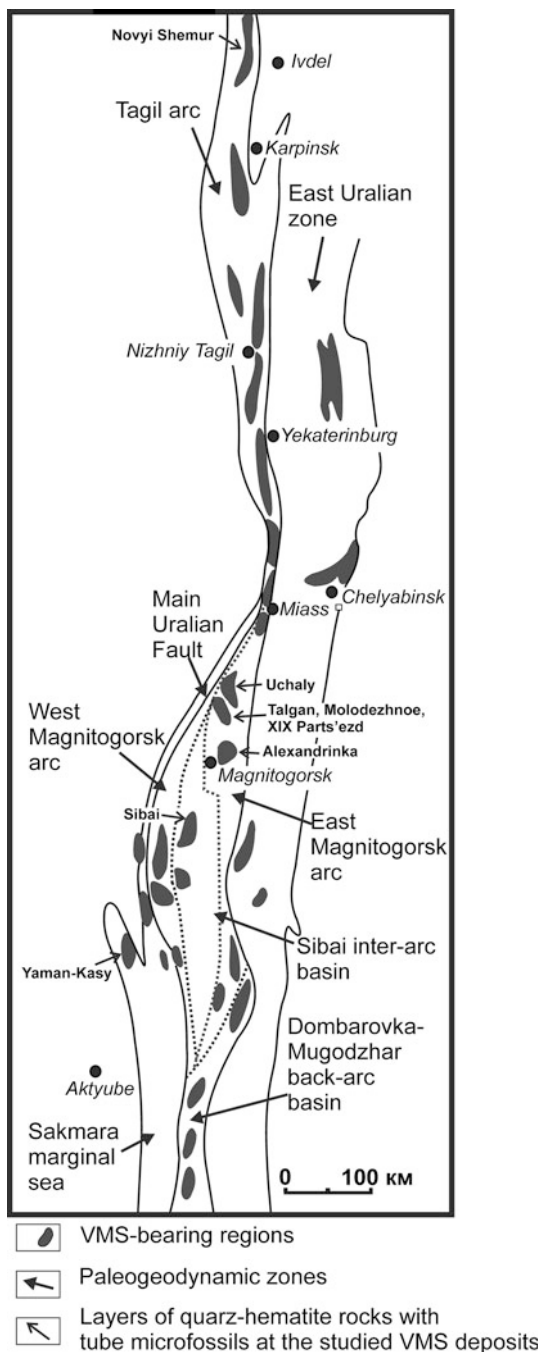 Novyi Shemur
Ivdel
Tagil arc
Karpinsk
East Uralian
zone
Nizhniy Tagil
Yekaterinburg
Chelyabinsk
Miass
Main
Uralian
Fault
Uchaly
Talgan, Molodezhnoe,
XIX Parts'ezd
West
Magnitogorsk
arc
Alexandrinka
Magnitogorsk
Sibai
East
Magnitogorsk
arc
Sibai inter-arc
basin
Yaman-Kasy
Dombarovka-
Mugodzhar
back-arc
basin
Aktyube
Sakmara
marginal
sea
0 100 км
VMS-bearing regions
Paleogeodynamic zones
Layers of quarz-hematite rocks with
tube microfossils at the studied VMS deposits